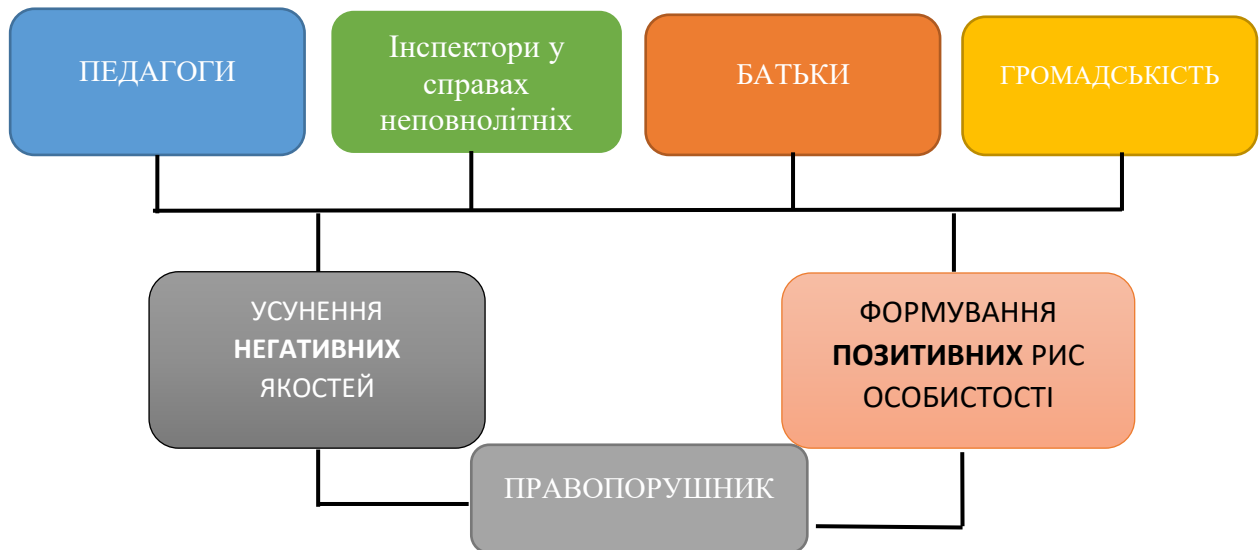 ПЕДАГОГИ
Інспектори у
справах
неповнолітніх
БАТЬКИ
ГРОМАДСЬКІСТЬ
УСУНЕННЯ
НЕГАТИВНИХ
ЯКОСТЕЙ
ФОРМУВАННЯ
ПОЗИТИВНИХ РИС
ОСОБИСТОСТІ
ПРАВОПОРУШНИК